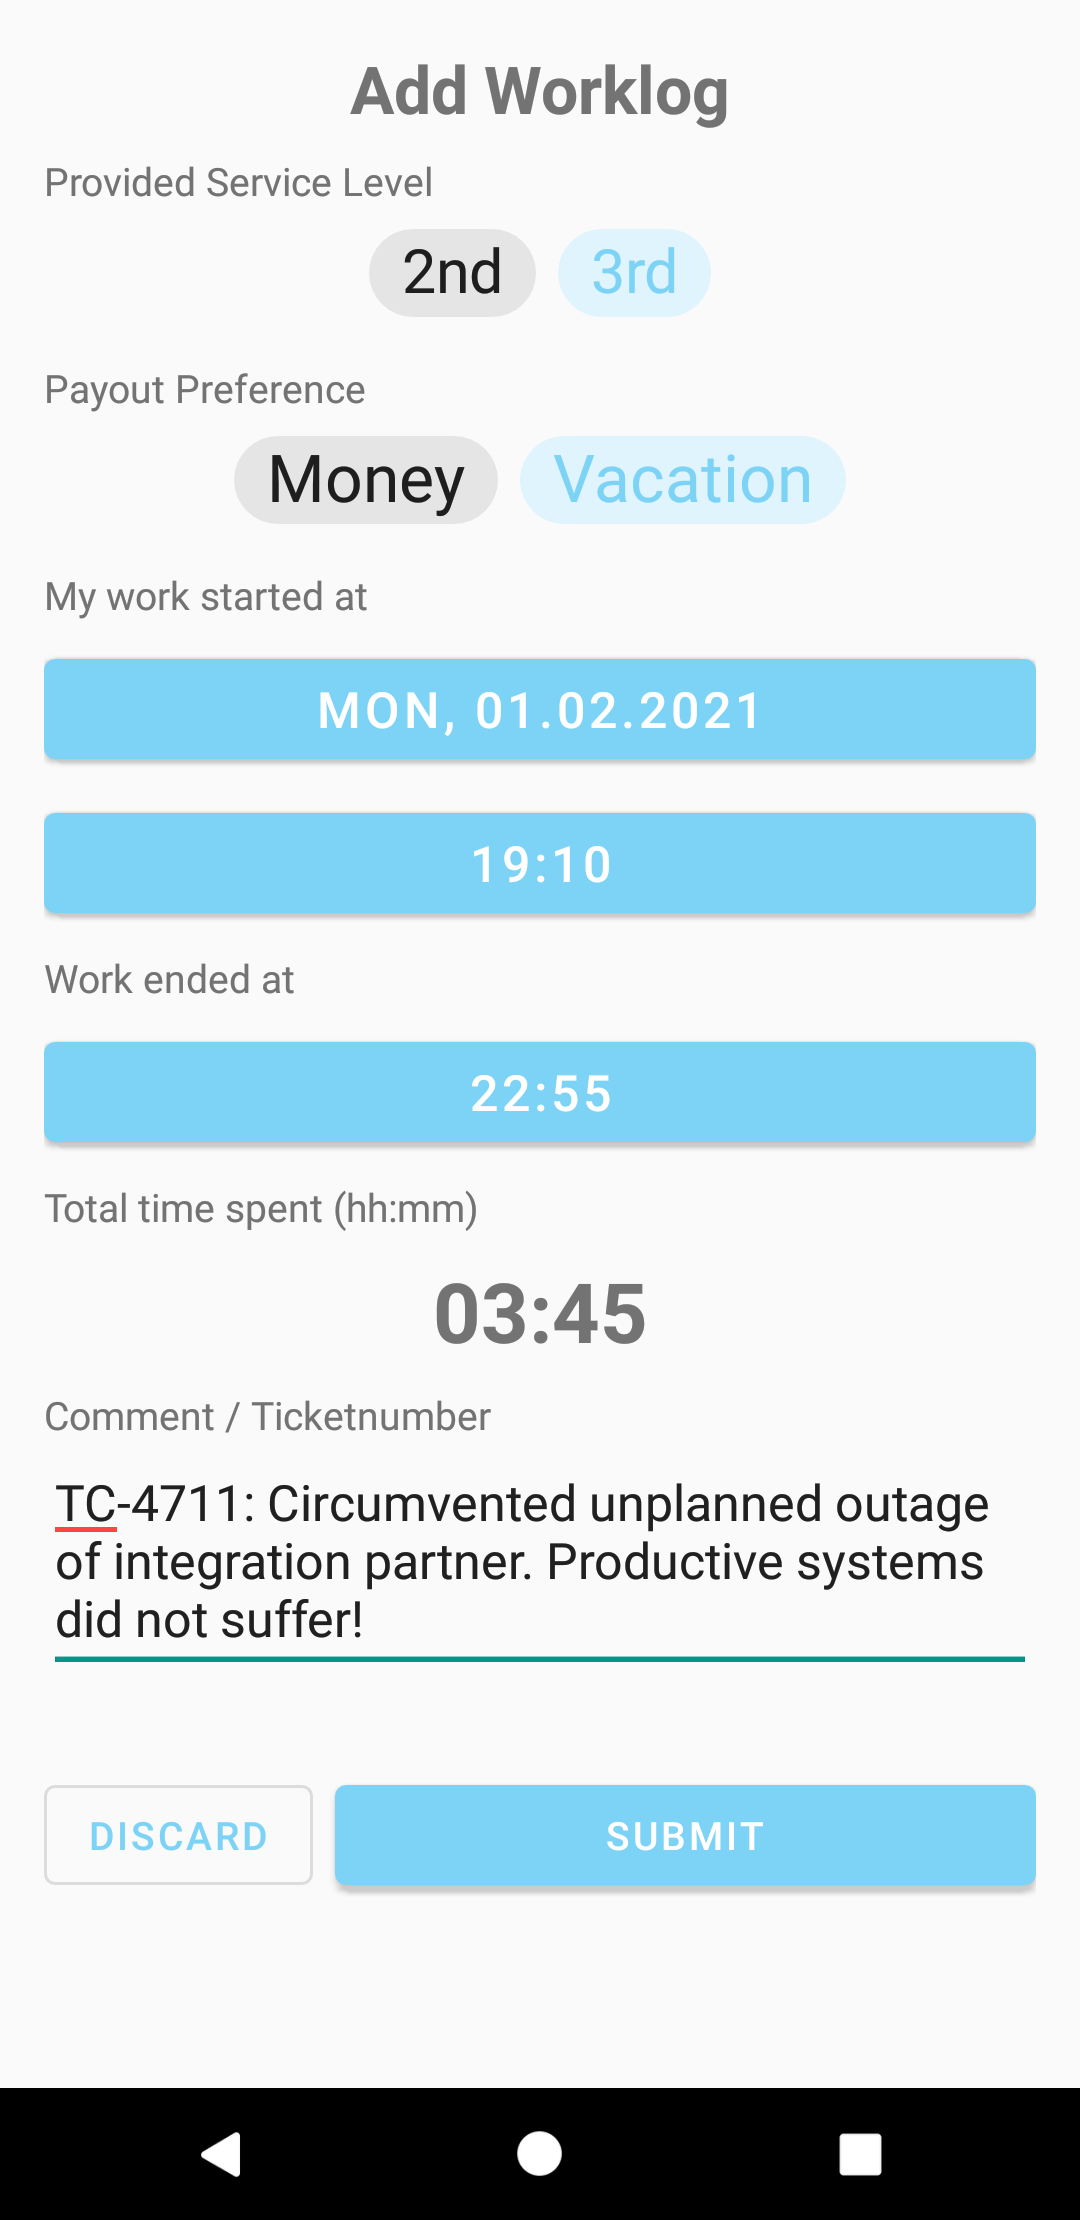 Add Worklog
Provided Service Level
2nd 3rd
Payout Preference
Money Vacation
My work started at
MON, 01.02.2021
19:10
Work ended at
22:55
Total time spent (hh:mm)
03:45
Comment / Ticketnumber
TC-4711: Circumvented unplanned outage
of integration partner. Productive systems
did not suffer!
DISCARD SUBMIT